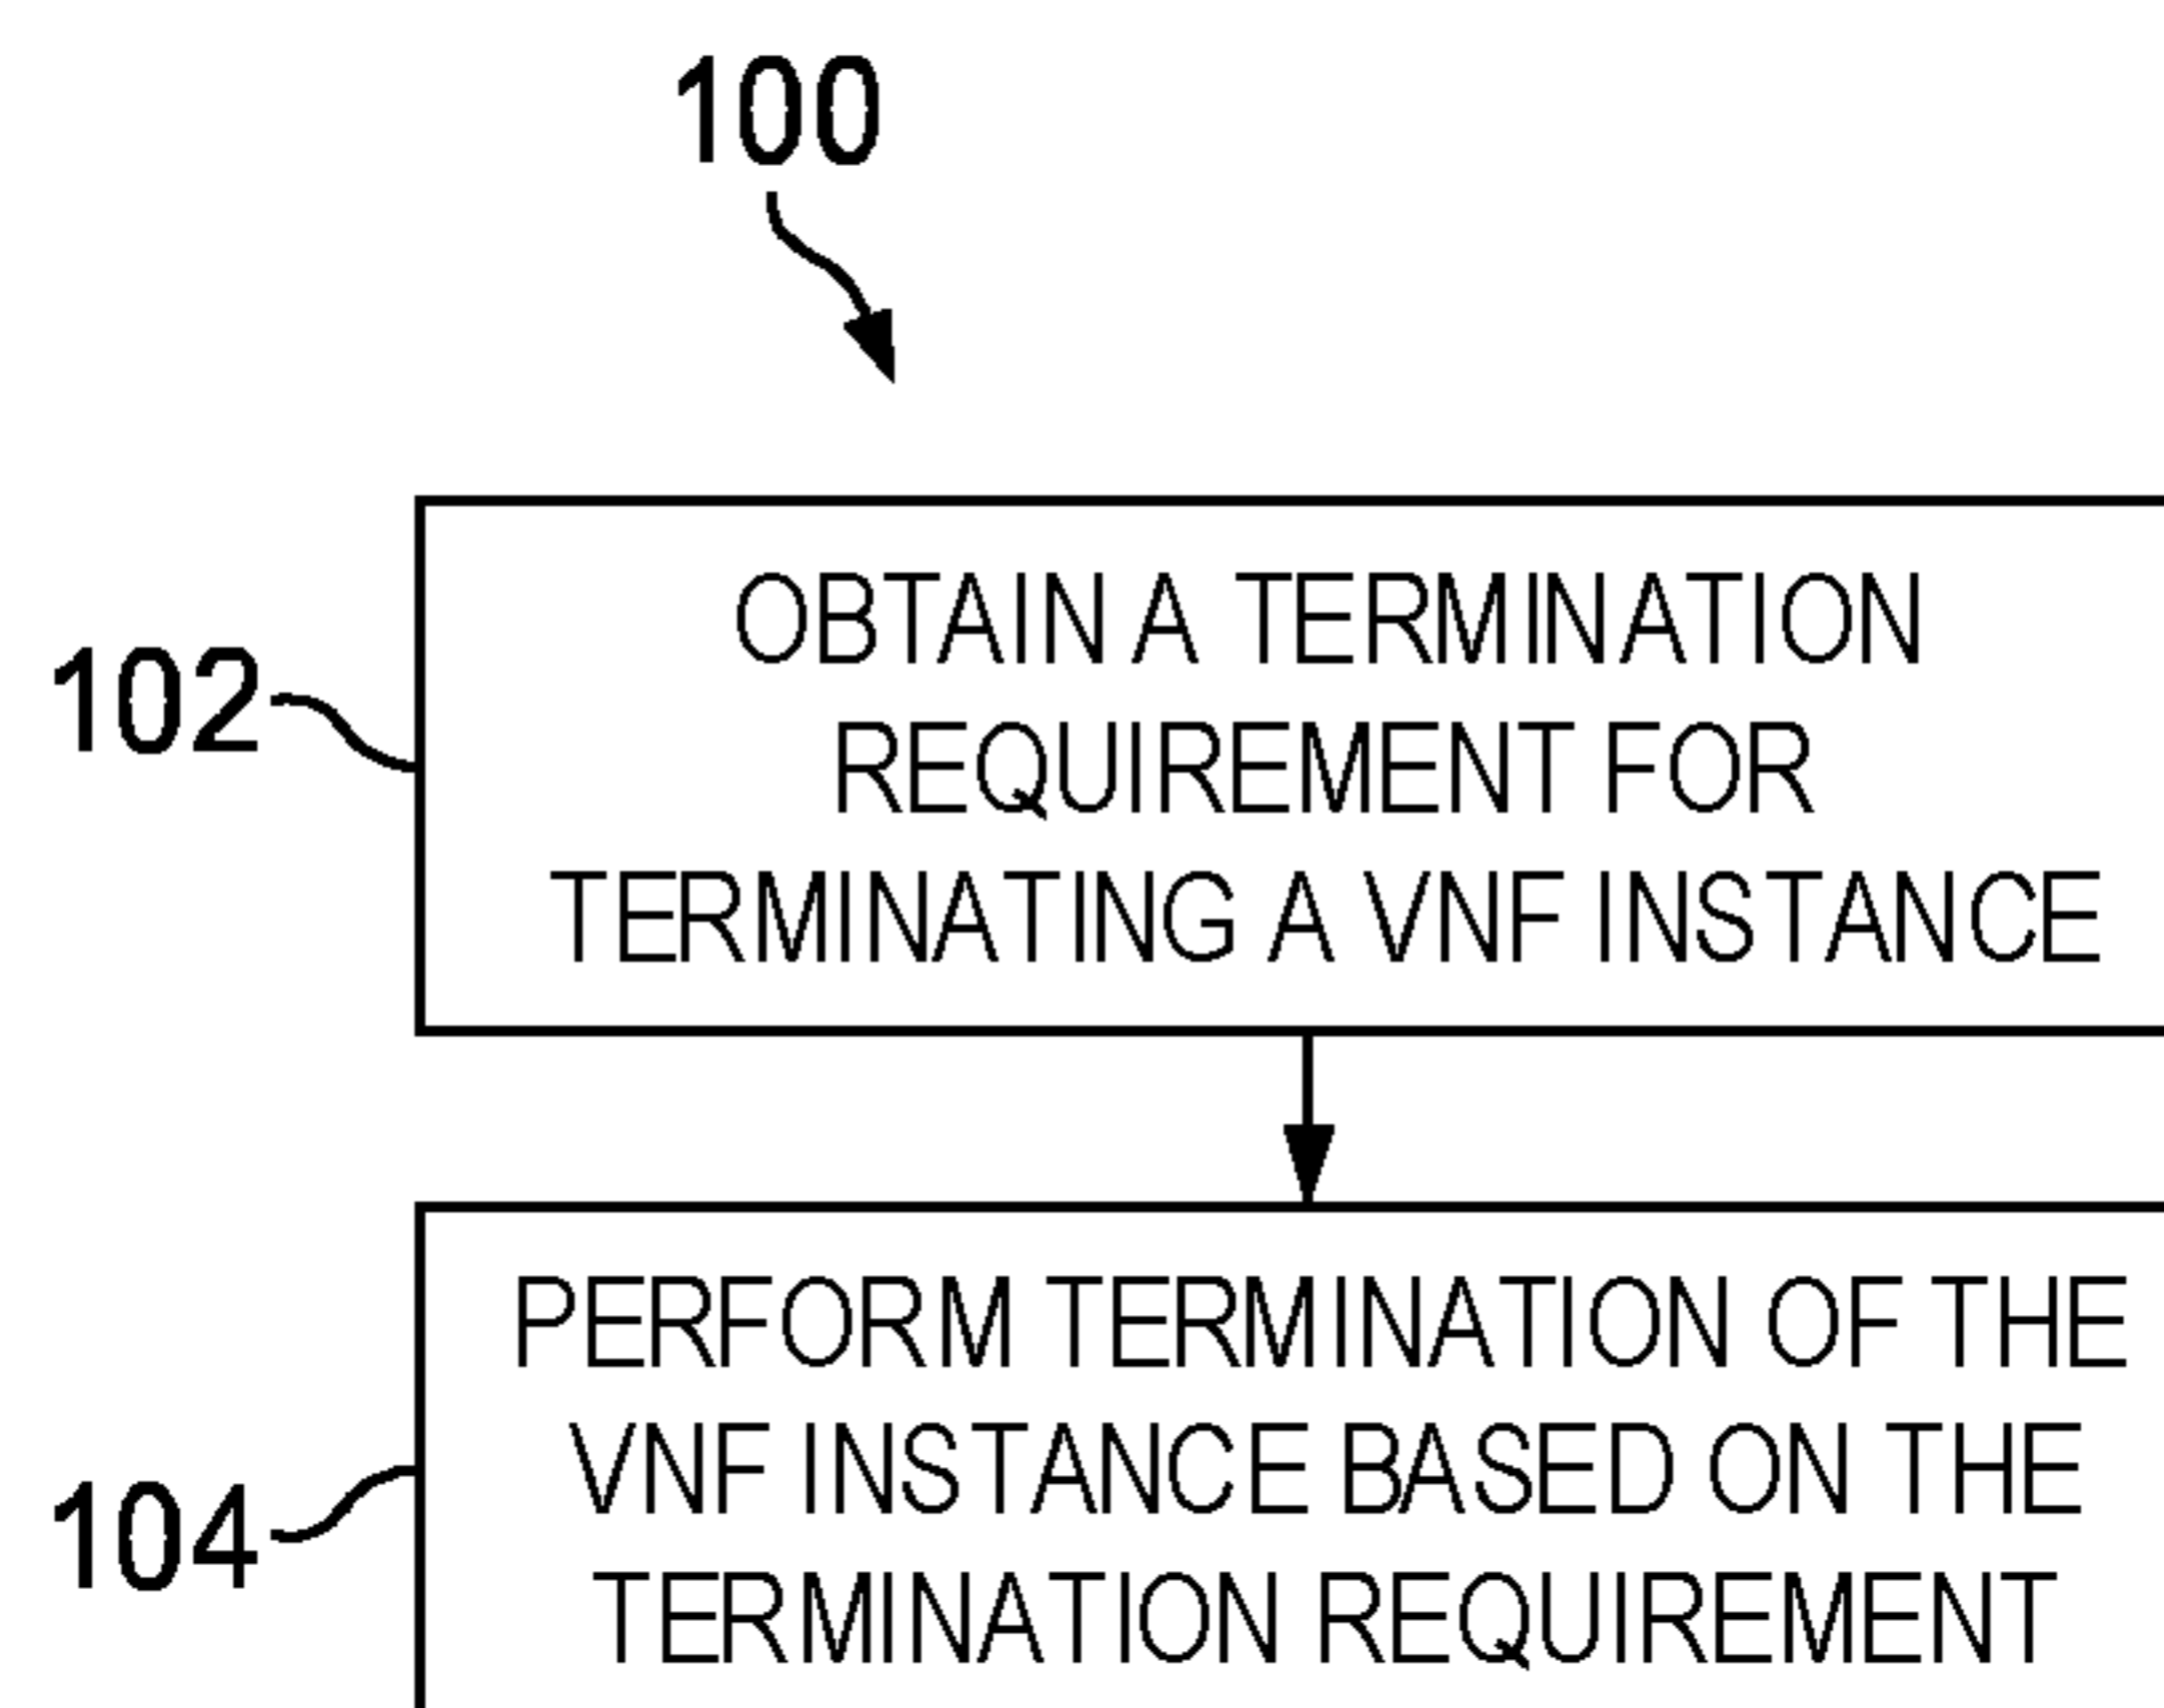 100
102
OBTAIN A TERMINATION
REQUIREMENT FOR
TERMINATING A VNF INSTANCE
104
PERFORM TERMINATION OF THE
VNF INSTANCE BASED ON THE
TERMINATION REQUIREMENT